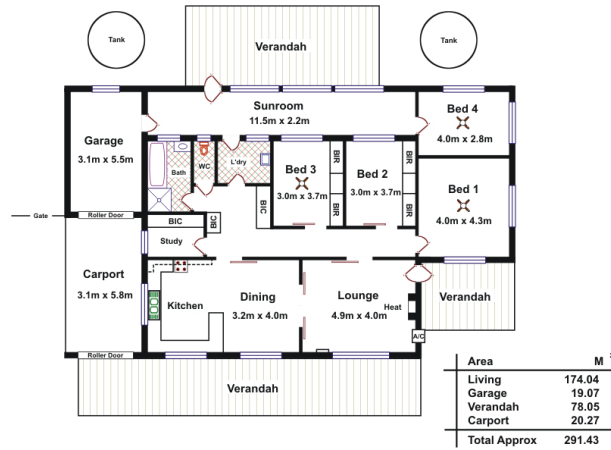 Tank
Verandah
Tank
Sunroom
11.5m x 2.2m
Bed 4
4.0m x 2.8m
Garage
3.1m x 5.5m
Bath
WC
L'dry
Bed 3
3.0m x 3.7m
BIR
BIR
Bed 2
3.0m x 3.7m
BIR
BIR
Bed 1
4.0m x 4.3m
Gate
Roller Door
BIC
BIC
BIC
Study
Carport
3.1m x 5.8m
Kitchen
Dining
3.2m x 4.0m
Lounge
4.9m x 4.0m
Heat
Verandah
A/C
Roller Door
Verandah
Area M 2
Living 174.04
Garage 19.07
Verandah 78.05
Carport 20.27
Total Approx 291.43